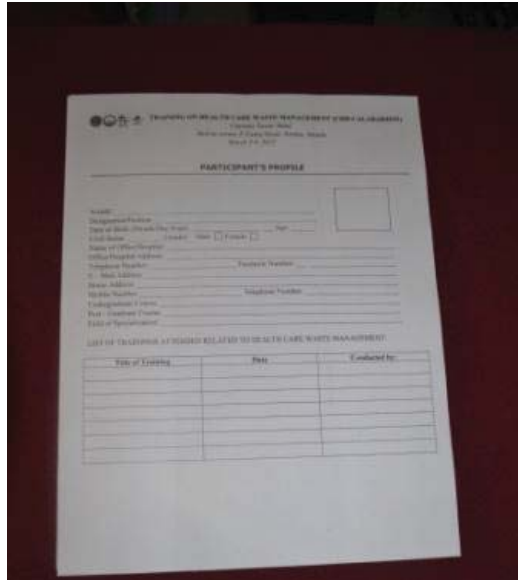 TRAINING ON HEALTH CARE WASTE MANAGEMENT
PARTICIPANT'S PROFILE
NAME:
Designation/Position:
Date of Birth (Month/Day/Year): Age:
Civil Status: Gender: Male Female
Name of Office/Hospital:
Office/Hospital Address:
Telephone Number: Facsimile Number:
E - Mail Address:
Home Address:
Mobile Number: Telephone Number:
Undergraduate Course:
Post - Graduate Course:
Field of Specialization:
LIST OF TRAININGS ATTENDED RELATED TO HEALTH CARE WASTE MANAGEMENT
Title of Training Date Conducted by: